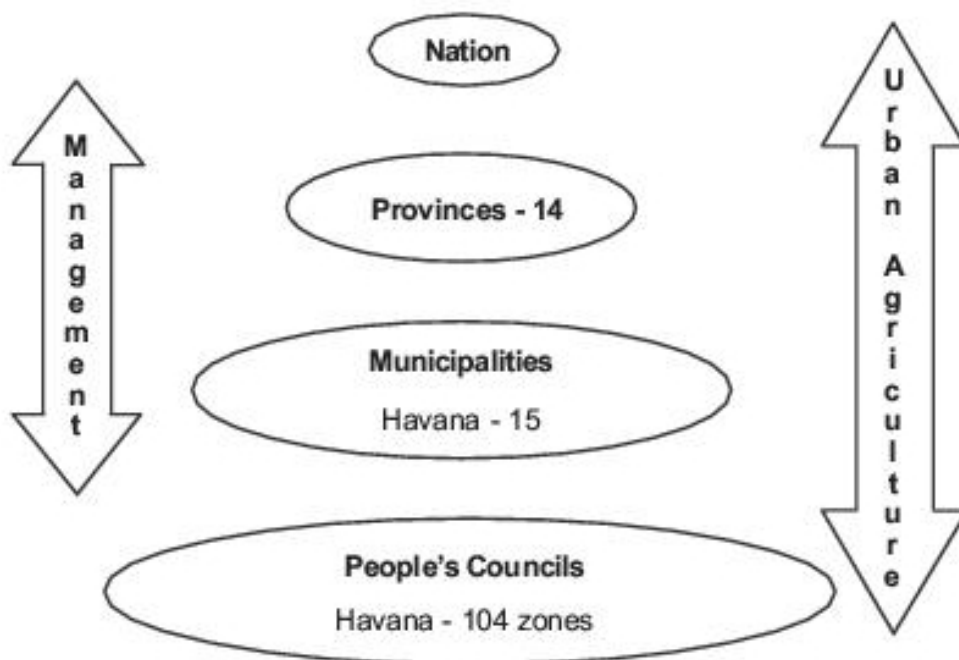 Nation
Provinces - 14
Municipalities
Havana - 15
People's Councils
Havana - 104 zones
Management
Urban Agriculture